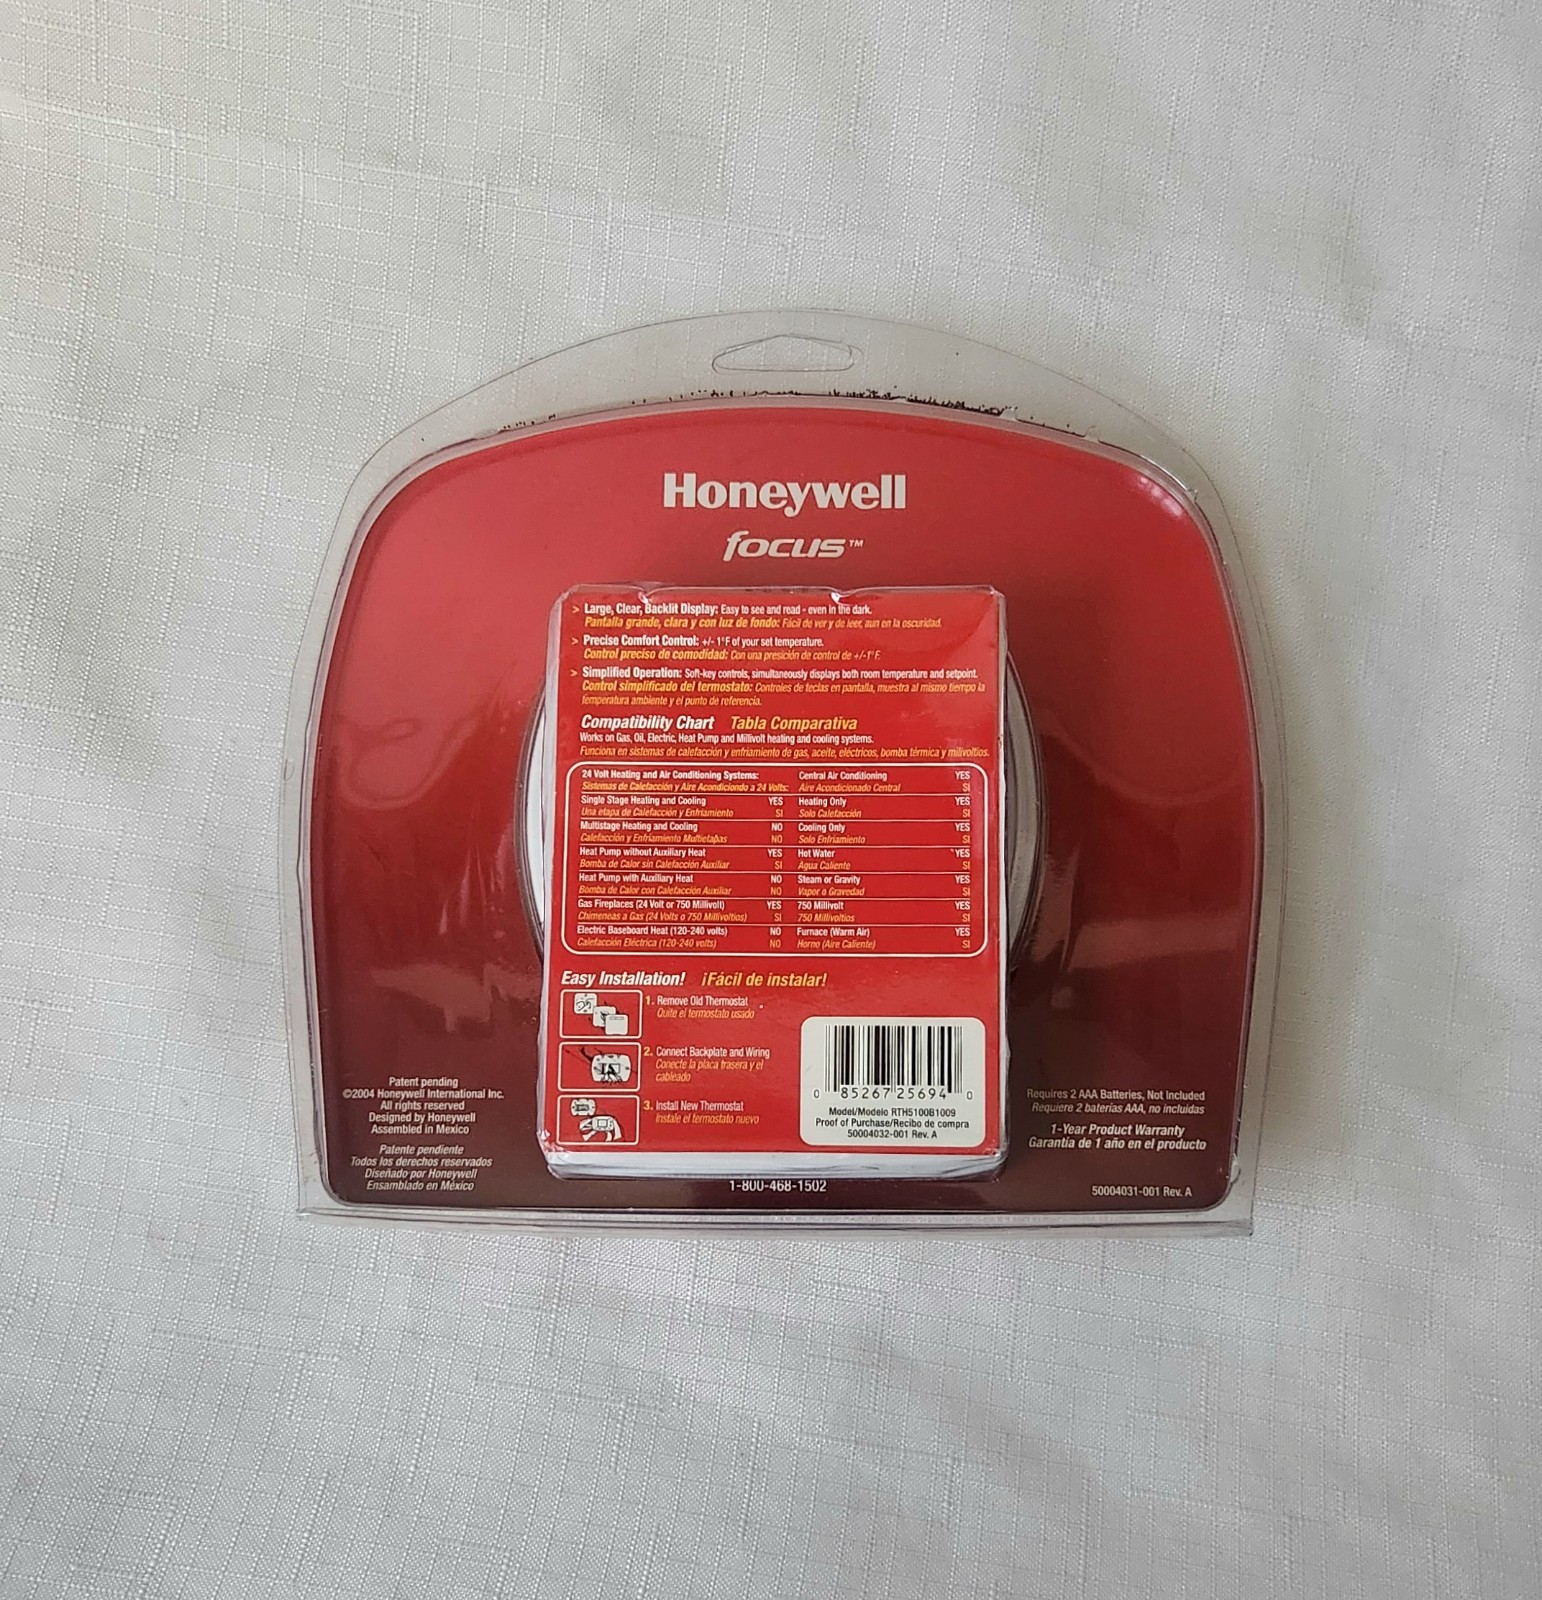 Honeywell
focus™
> Large, Clear, Backlit Display: Easy to see and read - even in the dark.
Pantalla grande, clara y con luz de fondo: Fácil de ver y de leer, aun en la oscuridad.
> Precise Comfort Control: +/- 1°F of your set temperature.
Control preciso de comodidad: Con una presición de control de +/-1°F.
> Simplified Operation: Soft-key controls, simultaneously displays both room temperature and setpoint.
Control simplificado del termostato: Controles de teclas en pantalla, muestra al mismo tiempo la
temperatura ambiente y el punto de referencia.
Compatibility Chart Tabla Comparativa
Works on Gas, Oil, Electric, Heat Pump and Millivolt heating and cooling systems.
Funciona en sistemas de calefacción y enfriamiento de gas, aceite, eléctricos, bomba térmica y milivoltios.
24 Volt Heating and Air Conditioning Systems: Central Air Conditioning YES
Sistemas de Calefacción y Aire Acondiciondo a 24 Volts: Aire Acondicionado Central SI
Single Stage Heating and Cooling YES Heating Only YES
Una etapa de Calefacción y Enfriamiento SI Solo Calefacción SI
Multistage Heating and Cooling NO Cooling Only YES
Calefacción y Enfriamiento Multietapas NO Solo Enfriamiento SI
Heat Pump without Auxiliary Heat YES Hot Water YES
Bomba de Calor sin Calefacción Auxiliar SI Agua Caliente SI
Heat Pump with Auxiliary Heat NO Steam or Gravity YES
Bomba de Calor con Calefacción Auxiliar NO Vapor o Gravedad SI
Gas Fireplaces (24 Volt or 750 Millivolt) YES 750 Millivolt YES
Chimeneas a Gas (24 Volts o 750 Millivoltios) SI 750 Millivoltios SI
Electric Baseboard Heat (120-240 volts) NO Furnace (Warm Air) YES
Calefacción Eléctrica (120-240 volts) NO Horno (Aire Caliente) SI
Easy Installation! ¡Fácil de instalar!
1. Remove Old Thermostat
Quite el termostato usado
2. Connect Backplate and Wiring
Conecte la placa trasera y el
cableado
3. Install New Thermostat
Instale el termostato nuevo
0 85267 25694 0
Model/Modelo RTH5100B1009
Proof of Purchase/Recibo de compra
50004032-001 Rev. A
Patent pending
©2004 Honeywell International Inc.
All rights reserved
Designed by Honeywell
Assembled in Mexico
Patente pendiente
Todos los derechos reservados
Diseñado por Honeywell
Ensamblado en México
1-800-468-1502
Requires 2 AAA Batteries, Not Included
Requiere 2 baterías AAA, no incluidas
1-Year Product Warranty
Garantía de 1 año en el producto
50004031-001 Rev. A